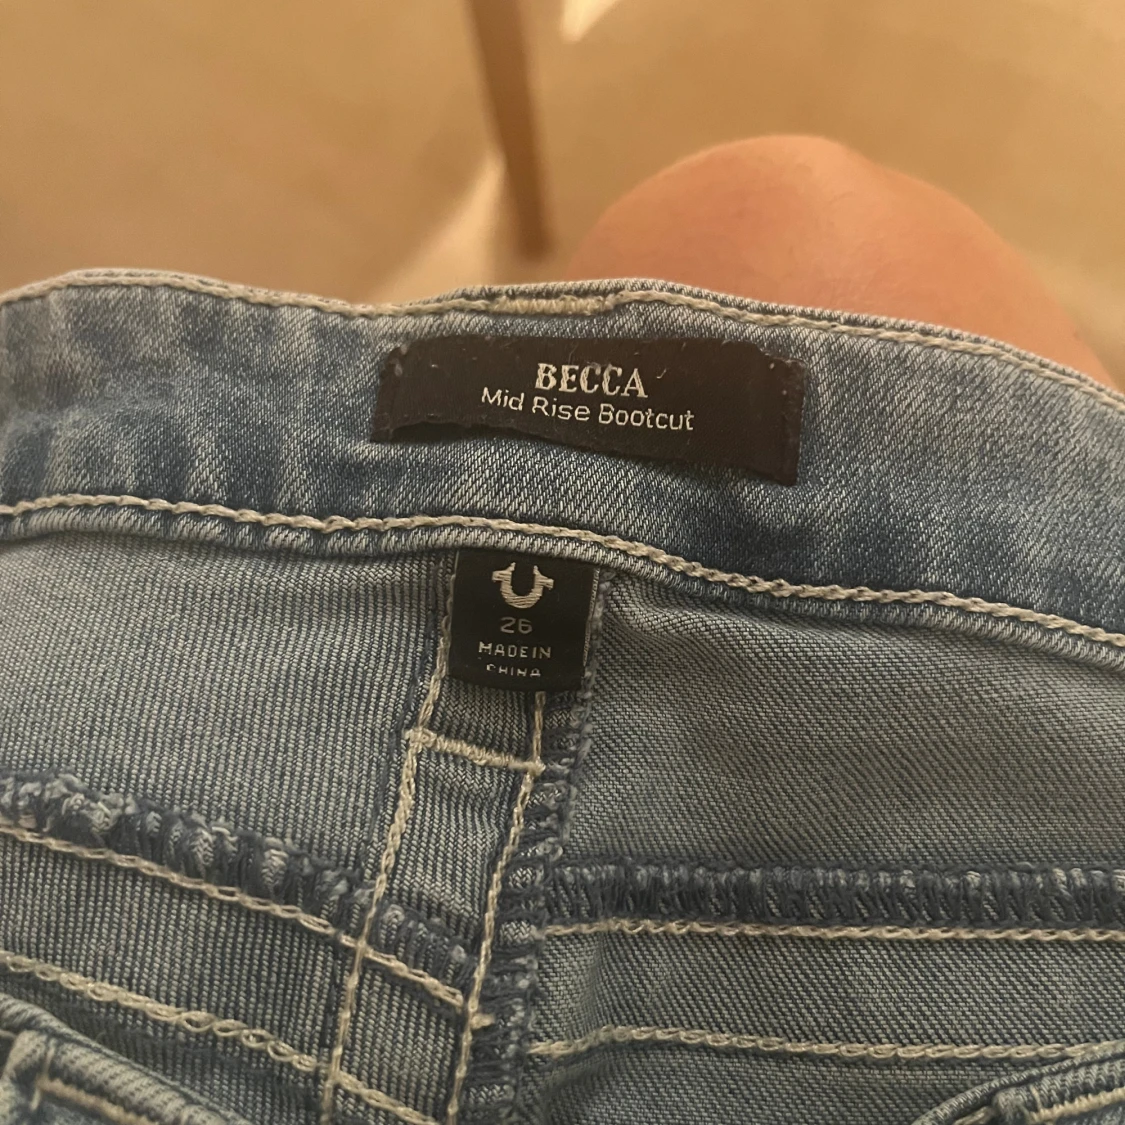 BECCA
Mid Rise Bootcut
26
MADE IN
CHINA